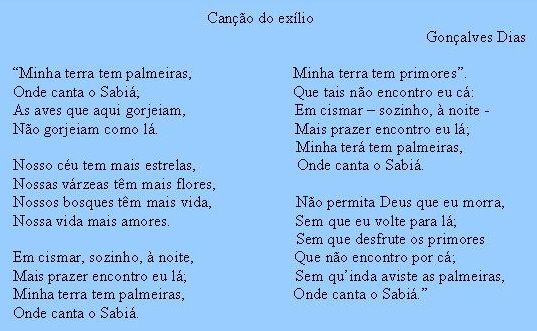 Canção do exílio
Gonçalves Dias
“Minha terra tem palmeiras,
Onde canta o Sabiá;
As aves que aqui gorjeiam,
Não gorjeiam como lá.
Nosso céu tem mais estrelas,
Nossas várzeas têm mais flores,
Nossos bosques têm mais vida,
Nossa vida mais amores.
Em cismar, sozinho, à noite,
Mais prazer encontro eu lá;
Minha terra tem palmeiras,
Onde canta o Sabiá.
Minha terra tem primores”.
Que tais não encontro eu cá:
Em cismar – sozinho, à noite -
Mais prazer encontro eu lá;
Minha terá tem palmeiras,
Onde canta o Sabiá.
Não permita Deus que eu morra,
Sem que eu volte para lá;
Sem que desfrute os primores
Que não encontro por cá;
Sem qu’inda aviste as palmeiras,
Onde canta o Sabiá.”